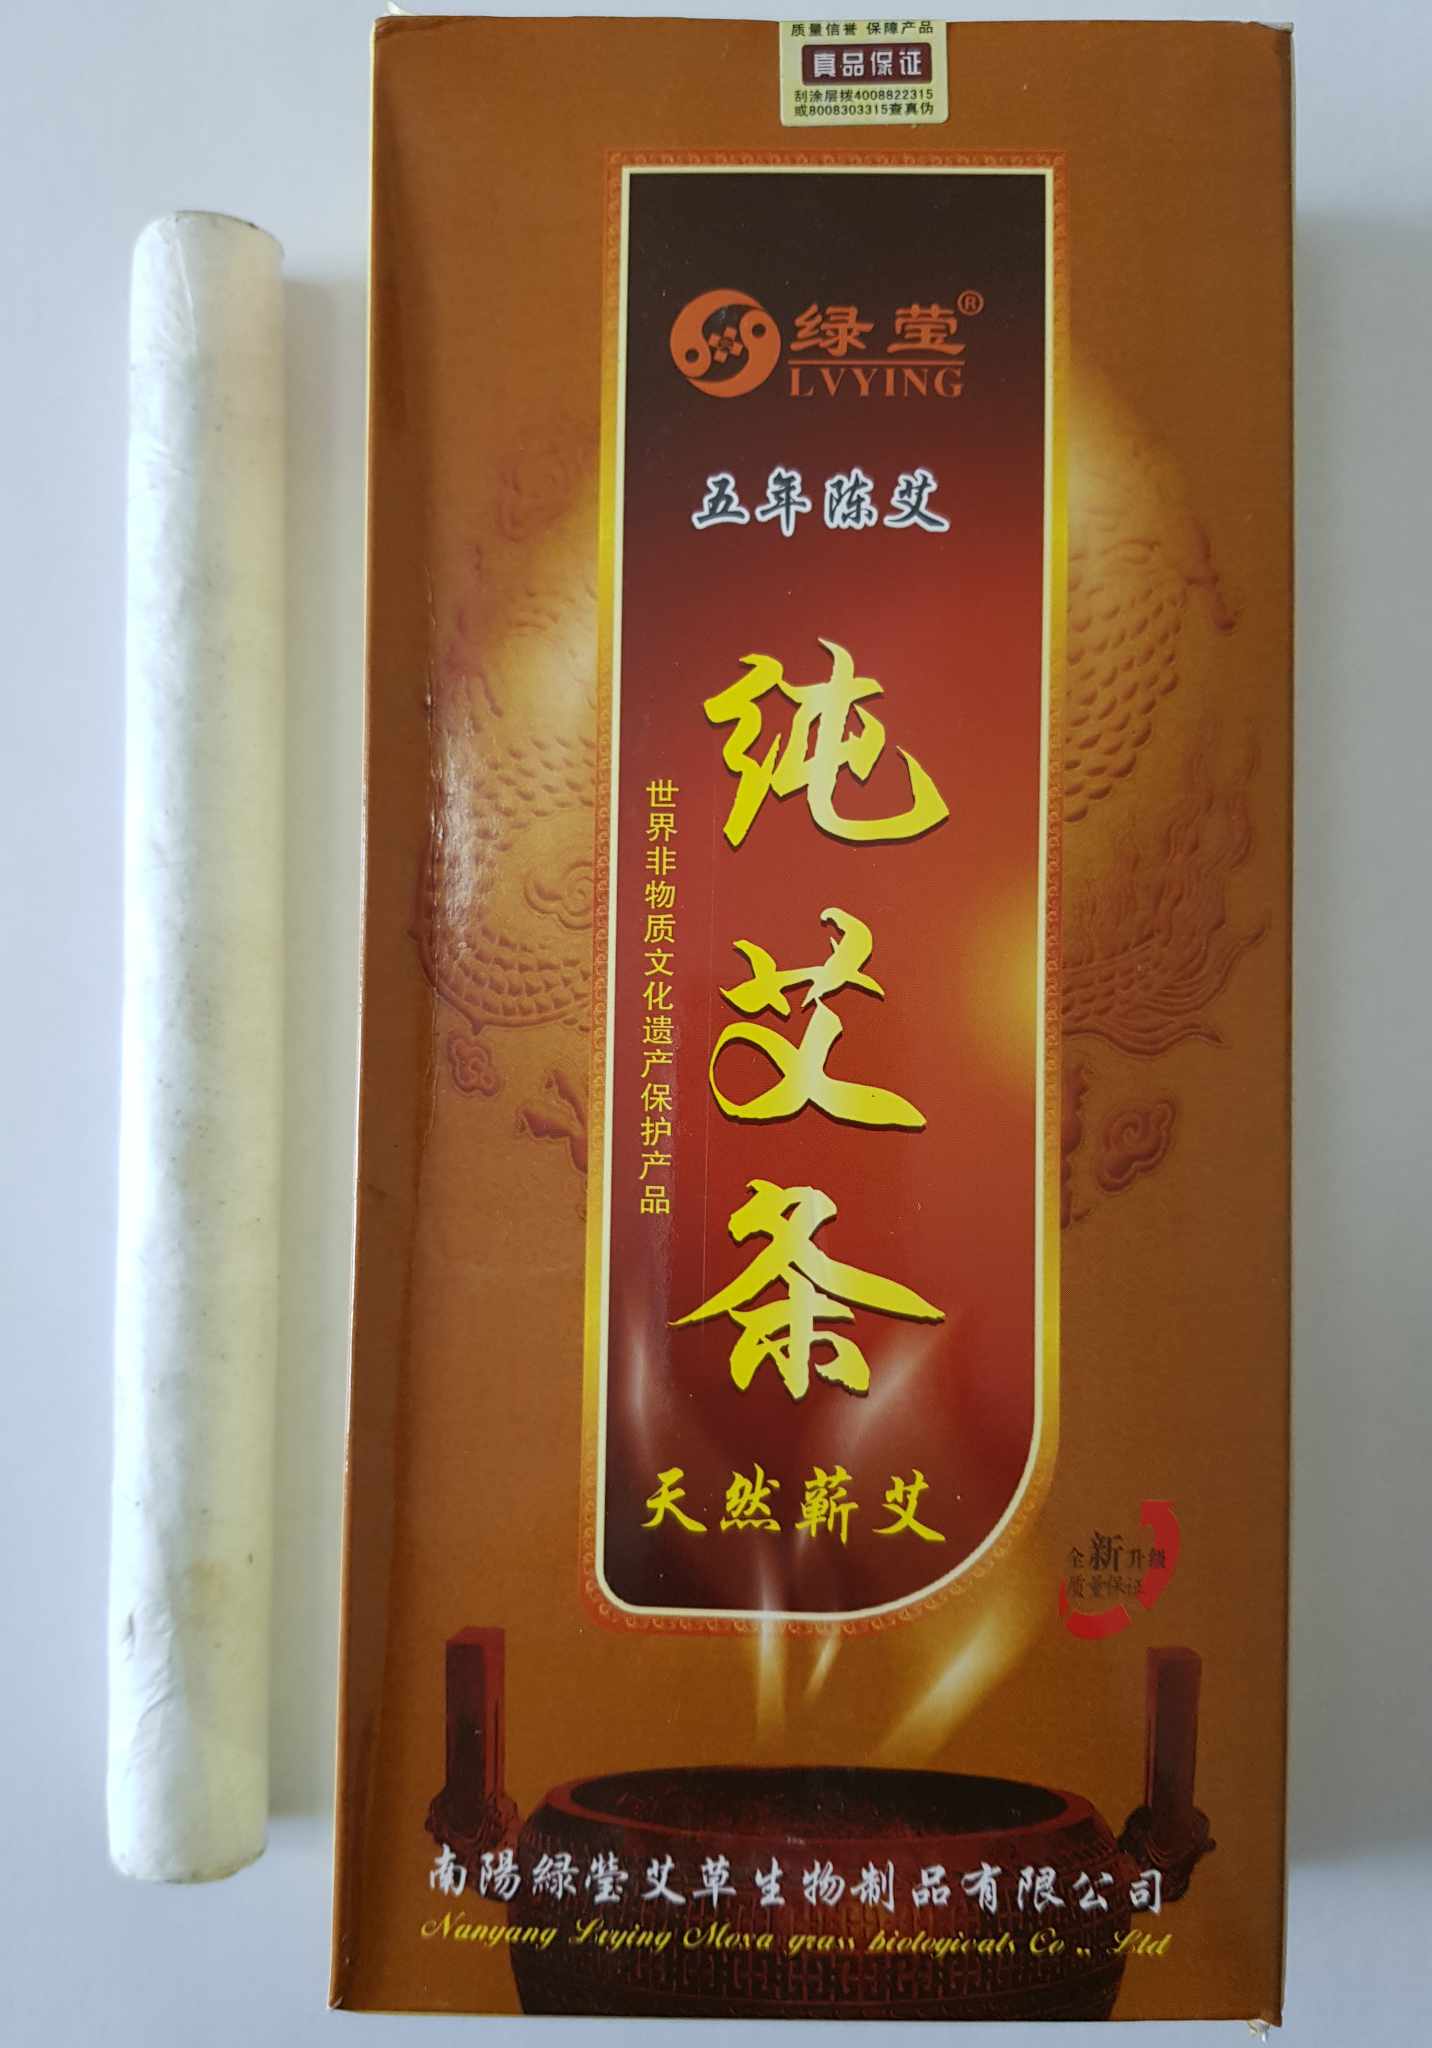 质量信誉 保障产品
真品保证
刮涂层拨4008822315
或8008303315查真伪
绿莹®
LVYING
五年陈艾
纯艾条
世界非物质文化遗产保护产品
天然蕲艾
全新升级
质量保证
南陽綠瑩艾草生物制品有限公司
Nanyang Lvying Moxa grass biologicals Co .. Ltd